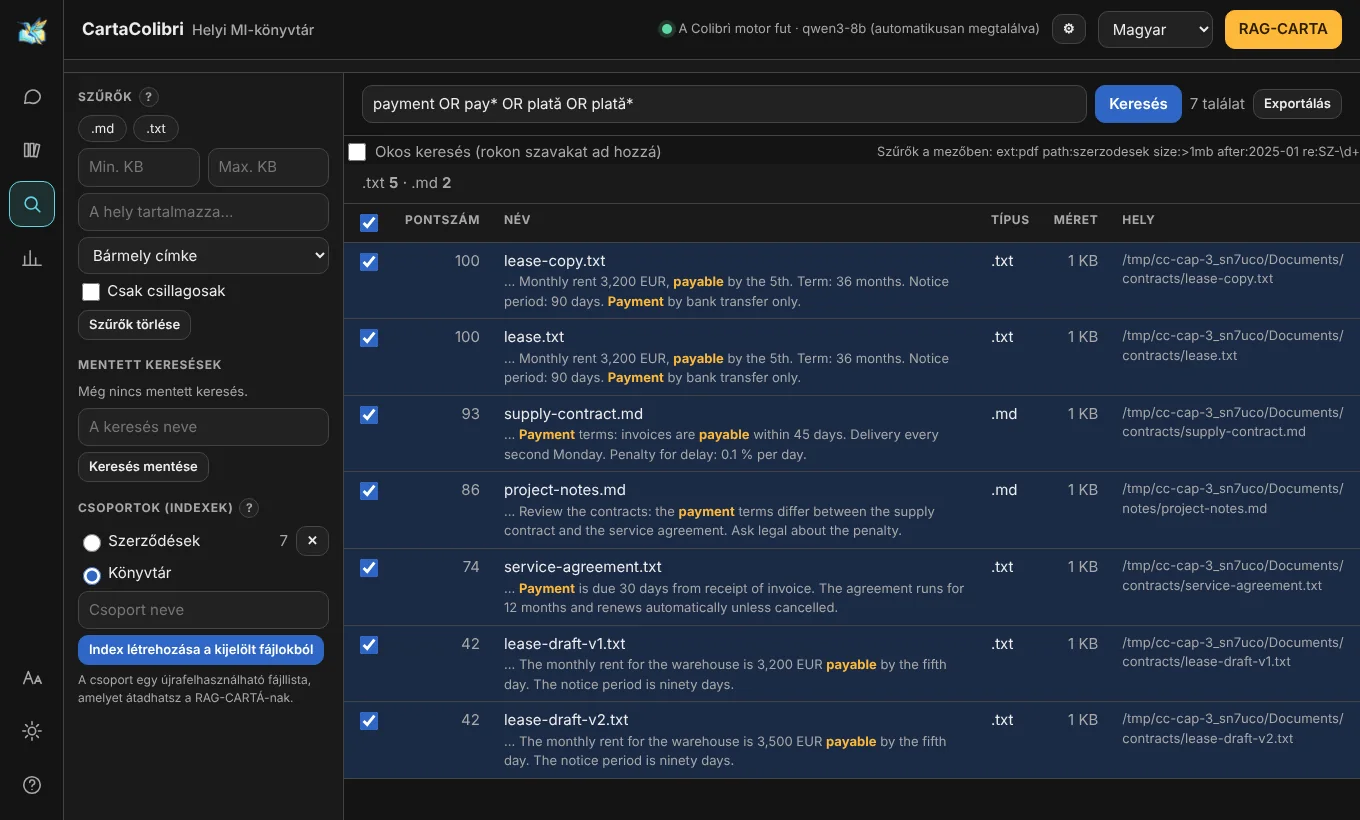 CartaColibri Helyi MI-könyvtár
A Colibrì motor fut · qwen3-8b (automatikusan megtalálva)
Magyar
RAG-CARTA
SZŰRŐK ?
.md .txt
Min. KB Max. KB
A hely tartalmazza...
Bármely címke
Csak csillagosak
Szűrők törlése
MENTETT KERESÉSEK
Még nincs mentett keresés.
A keresés neve
Keresés mentése
CSOPORTOK (INDEXEK) ?
Szerződések 7 ✕
Könyvtár
Csoport neve
Index létrehozása a kijelölt fájlokból
A csoport egy újrafelhasználható fájllista,
amelyet átadhatsz a RAG-CARTÁ-nak.
AA
payment OR pay* OR plată OR plată*
Keresés 7 találat Exportálás
Okos keresés (rokon szavakat ad hozzá)
Szűrők a mezőben: ext:pdf path:szerzodesek size:>1mb after:2025-01 re:SZ-\d+
.txt 5 · .md 2
PONTSZÁM NÉV TÍPUS MÉRET HELY
100 lease-copy.txt .txt 1 KB /tmp/cc-cap-3_sn7uco/Documents/
contracts/lease-copy.txt
... Monthly rent 3,200 EUR, payable by the 5th. Term: 36 months. Notice
period: 90 days. Payment by bank transfer only.
100 lease.txt .txt 1 KB /tmp/cc-cap-3_sn7uco/Documents/
contracts/lease.txt
... Monthly rent 3,200 EUR, payable by the 5th. Term: 36 months. Notice
period: 90 days. Payment by bank transfer only.
93 supply-contract.md .md 1 KB /tmp/cc-cap-3_sn7uco/Documents/
contracts/supply-contract.md
... Payment terms: invoices are payable within 45 days. Delivery every
second Monday. Penalty for delay: 0.1 % per day.
86 project-notes.md .md 1 KB /tmp/cc-cap-3_sn7uco/Documents/
notes/project-notes.md
... Review the contracts: the payment terms differ between the supply
contract and the service agreement. Ask legal about the penalty.
74 service-agreement.txt .txt 1 KB /tmp/cc-cap-3_sn7uco/Documents/
contracts/service-agreement.txt
... Payment is due 30 days from receipt of invoice. The agreement runs for
12 months and renews automatically unless cancelled.
42 lease-draft-v1.txt .txt 1 KB /tmp/cc-cap-3_sn7uco/Documents/
contracts/lease-draft-v1.txt
... The monthly rent for the warehouse is 3,200 EUR payable by the fifth
day. The notice period is ninety days.
42 lease-draft-v2.txt .txt 1 KB /tmp/cc-cap-3_sn7uco/Documents/
contracts/lease-draft-v2.txt
... The monthly rent for the warehouse is 3,500 EUR payable by the fifth
day. The notice period is ninety days.